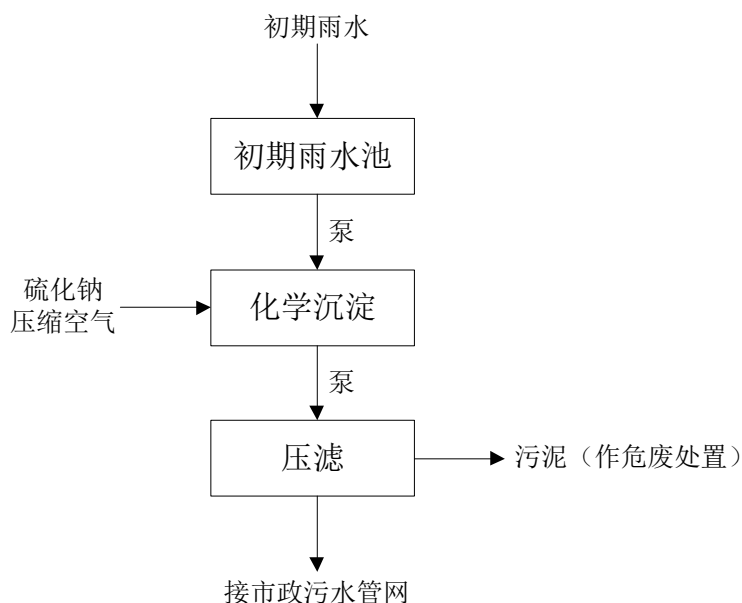 初期雨水
初期雨水池
泵
硫化钠
压缩空气
化学沉淀
泵
压滤
污泥（作危废处置）
接市政污水管网